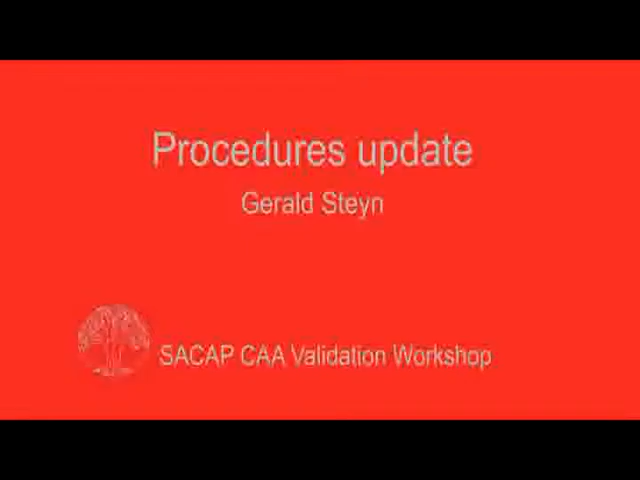 Procedures update
Gerald Steyn
SACAP CAA Validation Workshop